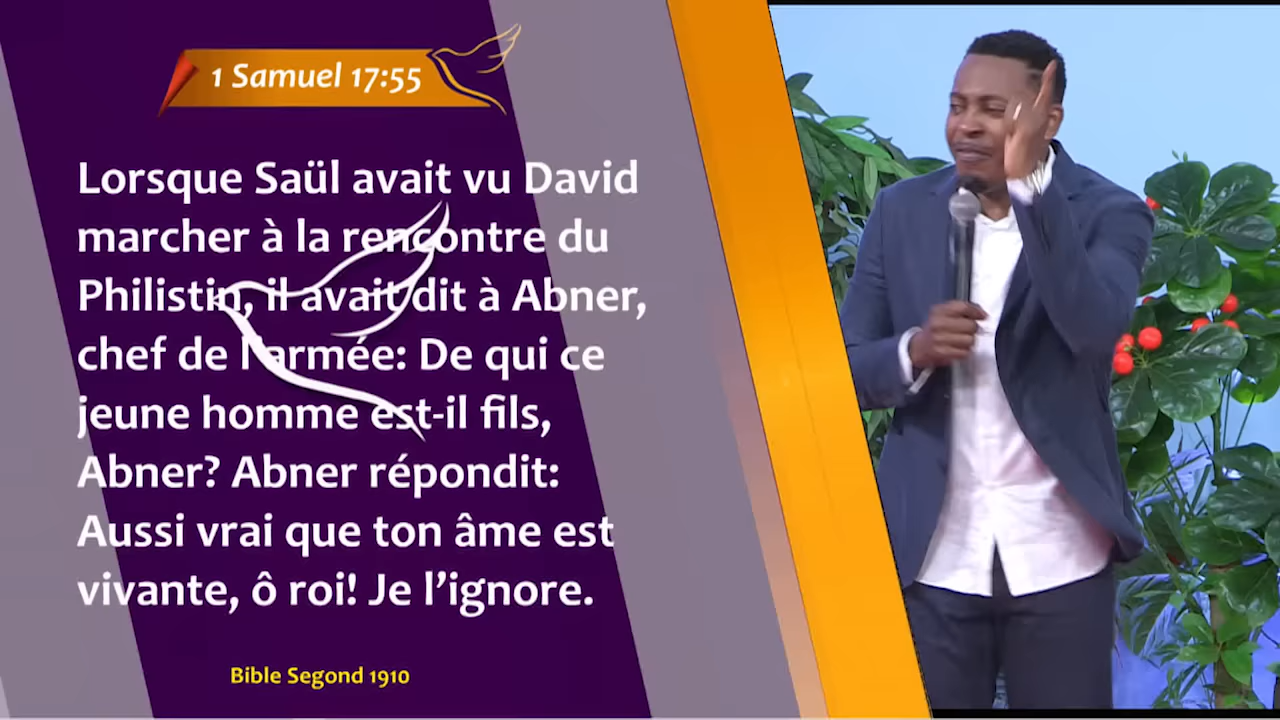 1 Samuel 17:55
Lorsque Saül avait vu David
marcher à la rencontre du
Philistin, il avait dit à Abner,
chef de l'armée: De qui ce
jeune homme est-il fils,
Abner? Abner répondit:
Aussi vrai que ton âme est
vivante, ô roi! Je l’ignore.
Bible Segond 1910